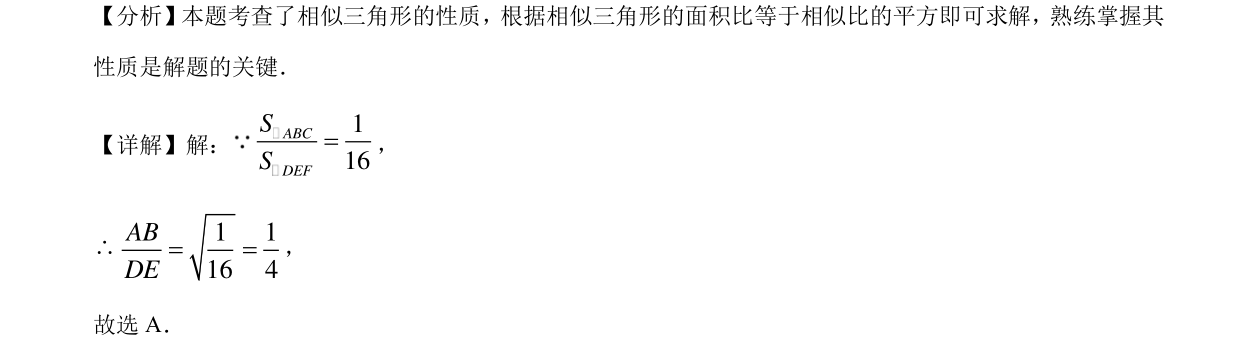 【分析】本题考查了相似三角形的性质，根据相似三角形的面积比等于相似比的平方即可求解，熟练掌握其
性质是解题的关键．
【详解】解：∵ S□ABC / S□DEF = 1/16，
∴ AB/DE = √(1/16) = 1/4，
故选 A．